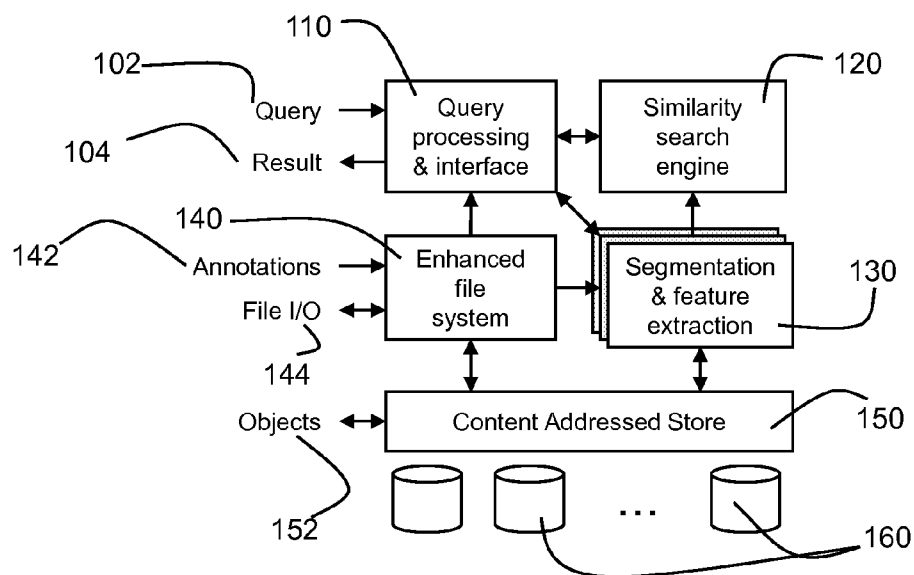 110
102
120
Query
Query
processing
& interface
Similarity
search
engine
104
Result
140
142
Annotations
Enhanced
file
system
Segmentation
& feature
extraction
130
File I/O
144
Objects
Content Addressed Store
150
152
...
160